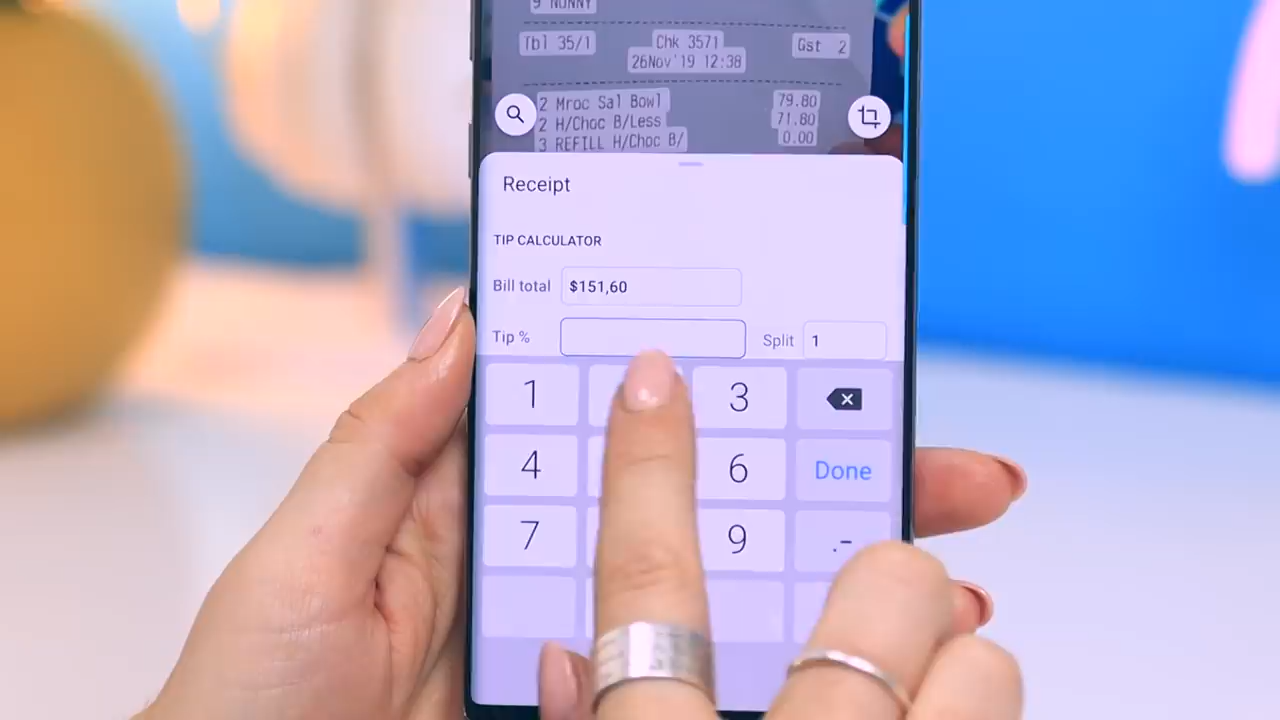 9 NONNY
Tbl 35/1 Chk 3571 Gst 2
26Nov'19 12:38
2 Mroc Sal Bowl 79.80
2 H/Choc B/Less 71.80
3 REFILL H/Choc B/ 0.00
Receipt
TIP CALCULATOR
Bill total $151,60
Tip % Split 1
1 3
4 6 Done
7 9 .-